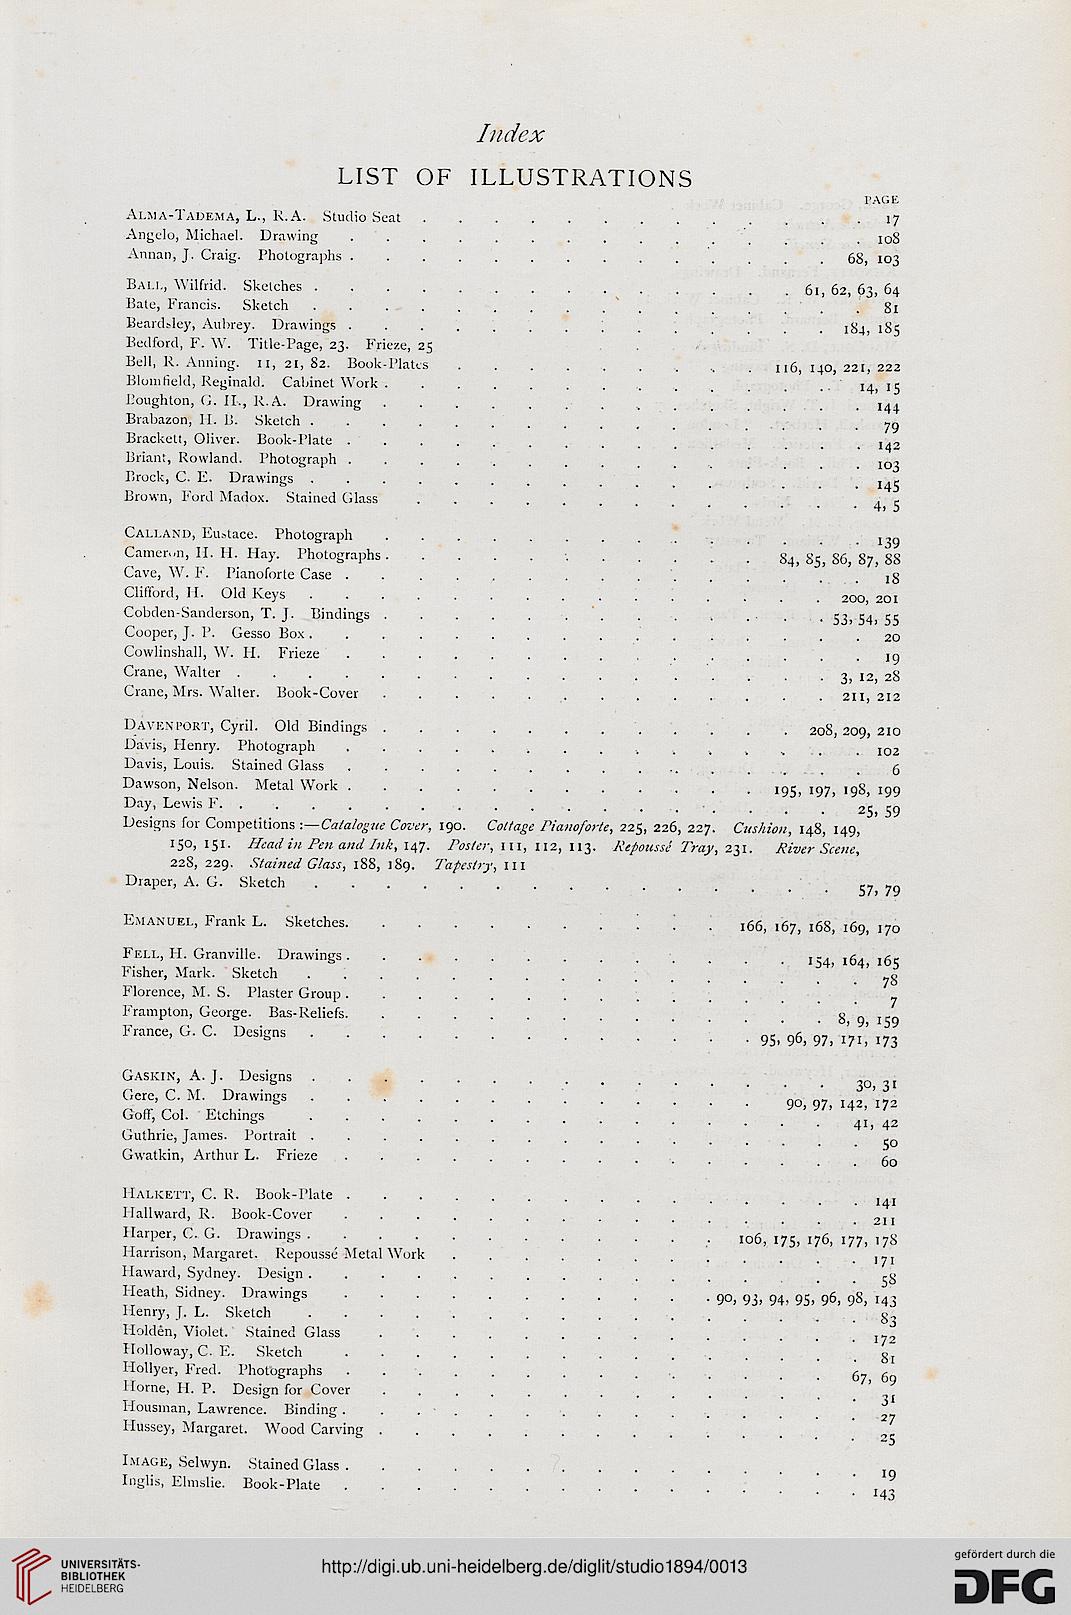 Index
LIST OF ILLUSTRATIONS
PAGE
ALMA-TADEMA, L., R.A. Studio Seat . . . . . . . . . . . . . 17
Angelo, Michael. Drawing . . . . . . . . . . . . . . 108
Annan, J. Craig. Photographs . . . . . . . . . . . . . . 68, 103
BALL, Wilfrid. Sketches . . . . . . . . . . . . . . 61, 62, 63, 64
Bate, Francis. Sketch . . . . . . . . . . . . . . . . 81
Beardsley, Aubrey. Drawings . . . . . . . . . . . . . . 184, 185
Bedford, F. W. Title-Page, 23. Frieze, 25
Bell, R. Anning. 11, 21, 82. Book-Plates . . . . . . . . . 116, 140, 221, 222
Blomfield, Reginald. Cabinet Work . . . . . . . . . . . . . 14, 15
Boughton, G. H., R.A. Drawing . . . . . . . . . . . . . . 144
Brabazon, H. B. Sketch . . . . . . . . . . . . . . . . 79
Brackett, Oliver. Book-Plate . . . . . . . . . . . . . . . 142
Briant, Rowland. Photograph . . . . . . . . . . . . . . . 103
Brock, C. E. Drawings . . . . . . . . . . . . . . . . 145
Brown, Ford Madox. Stained Glass . . . . . . . . . . . . . 4, 5
CALLAND, Eustace. Photograph . . . . . . . . . . . . . . 139
Cameron, H. H. Hay. Photographs . . . . . . . . . . 84, 85, 86, 87, 88
Cave, W. F. Pianoforte Case . . . . . . . . . . . . . . . 18
Clifford, H. Old Keys . . . . . . . . . . . . . . . 200, 201
Cobden-Sanderson, T. J. Bindings . . . . . . . . . . . . . 53, 54, 55
Cooper, J. P. Gesso Box . . . . . . . . . . . . . . . . 20
Cowlinshall, W. H. Frieze . . . . . . . . . . . . . . . 19
Crane, Walter . . . . . . . . . . . . . . . . . 3, 12, 28
Crane, Mrs. Walter. Book-Cover . . . . . . . . . . . . . 211, 212
DAVENPORT, Cyril. Old Bindings . . . . . . . . . . . . 208, 209, 210
Davis, Henry. Photograph . . . . . . . . . . . . . . . 102
Davis, Louis. Stained Glass . . . . . . . . . . . . . . . 6
Dawson, Nelson. Metal Work . . . . . . . . . . . . 195, 197, 198, 199
Day, Lewis F. . . . . . . . . . . . . . . . . . . 25, 59
Designs for Competitions :—Catalogue Cover, 190. Cottage Pianoforte, 225, 226, 227. Cushion, 148, 149,
150, 151. Head in Pen and Ink, 147. Poster, 111, 112, 113. Repoussé Tray, 231. River Scene,
228, 229. Stained Glass, 188, 189. Tapestry, 111
Draper, A. G. Sketch . . . . . . . . . . . . . . . 57, 79
EMANUEL, Frank L. Sketches. . . . . . . . . . . . 166, 167, 168, 169, 170
FELL, H. Granville. Drawings . . . . . . . . . . . . . 154, 164, 165
Fisher, Mark. Sketch . . . . . . . . . . . . . . . . 78
Florence, M. S. Plaster Group . . . . . . . . . . . . . . . 7
Frampton, George. Bas-Reliefs. . . . . . . . . . . . . . 8, 9, 159
France, G. C. Designs . . . . . . . . . . . . . 95, 96, 97, 171, 173
GASKIN, A. J. Designs . . . . . . . . . . . . . . . 30, 31
Gere, C. M. Drawings . . . . . . . . . . . . . 90, 97, 142, 172
Goff, Col. Etchings . . . . . . . . . . . . . . . 41, 42
Guthrie, James. Portrait . . . . . . . . . . . . . . . . 50
Gwatkin, Arthur L. Frieze . . . . . . . . . . . . . . . 60
HALKETT, C. R. Book-Plate . . . . . . . . . . . . . . . 141
Hallward, R. Book-Cover . . . . . . . . . . . . . . . 211
Harper, C. G. Drawings . . . . . . . . . . . . 106, 175, 176, 177, 178
Harrison, Margaret. Repoussé Metal Work . . . . . . . . . . . . 171
Haward, Sydney. Design . . . . . . . . . . . . . . . . 58
Heath, Sidney. Drawings . . . . . . . . . . . 90, 93, 94, 95, 96, 98, 143
Henry, J. L. Sketch . . . . . . . . . . . . . . . . 83
Holden, Violet. Stained Glass . . . . . . . . . . . . . . 172
Holloway, C. E. Sketch . . . . . . . . . . . . . . . 81
Hollyer, Fred. Photographs . . . . . . . . . . . . . . . 67, 69
Horne, H. P. Design for Cover . . . . . . . . . . . . . . 31
Housman, Lawrence. Binding . . . . . . . . . . . . . . . 27
Hussey, Margaret. Wood Carving . . . . . . . . . . . . . . 25
IMAGE, Selwyn. Stained Glass . . . . . . . . . . . . . . . 19
Inglis, Elmslie. Book-Plate . . . . . . . . . . . . . . . 143
UNIVERSITÄTS-
BIBLIOTHEK
HEIDELBERG
http://digi.ub.uni-heidelberg.de/diglit/studio1894/0013
gefördert durch die
DFG